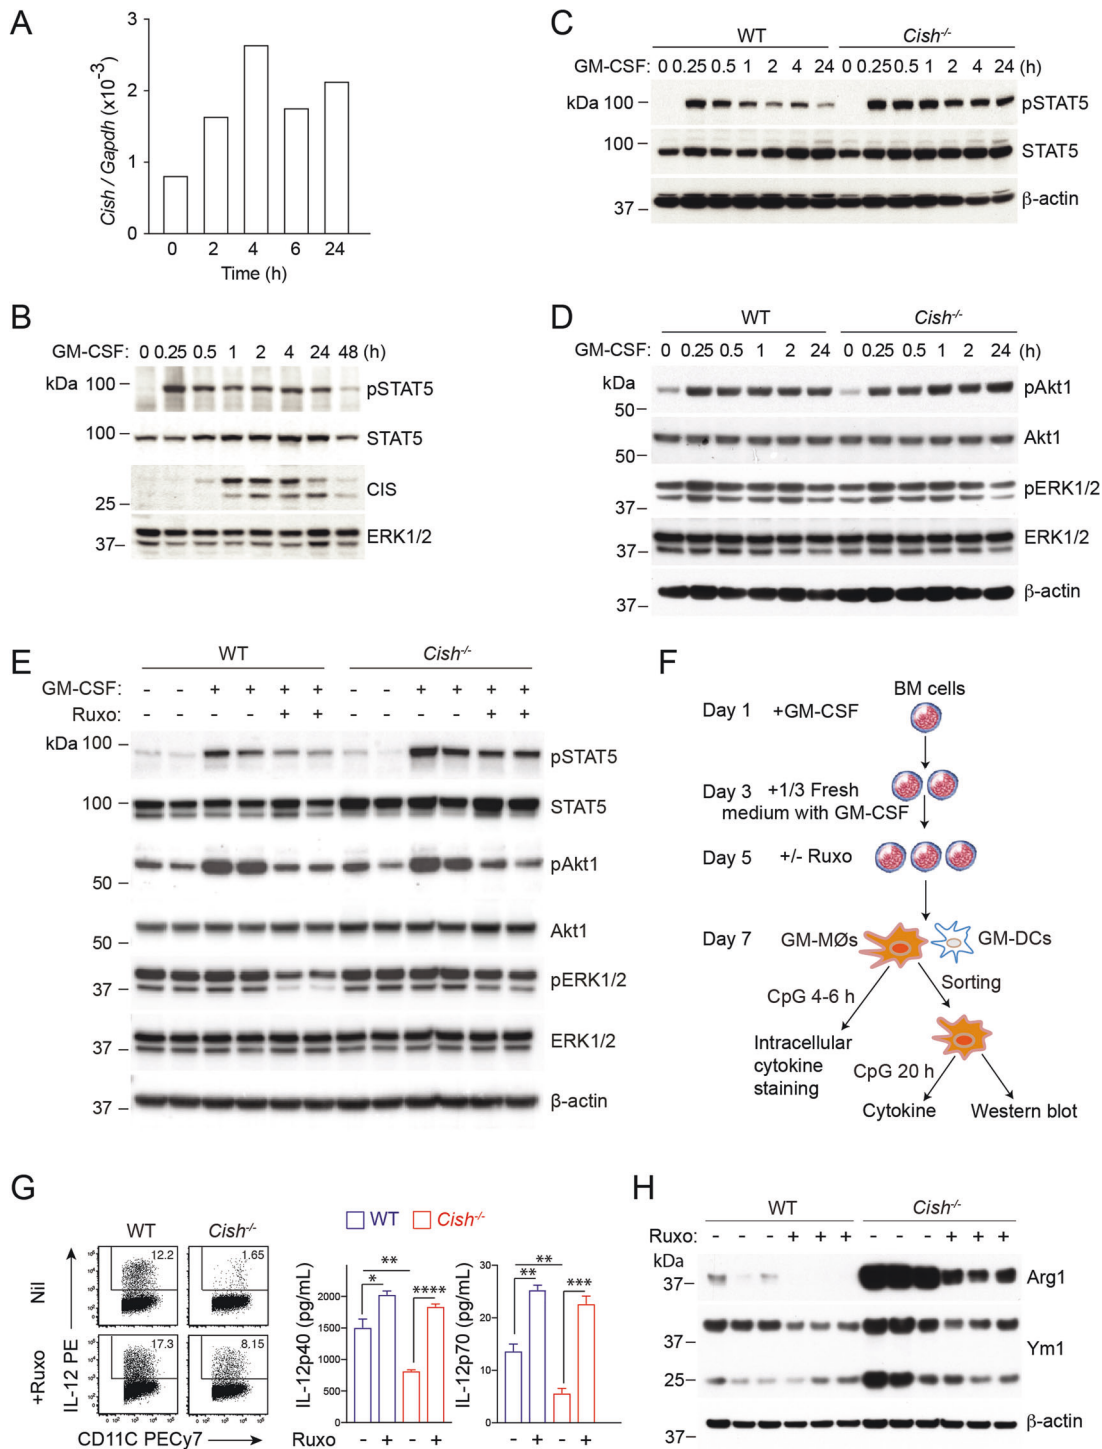 A
3
2
1
0
Cish / Gapdh (x10-3)
0 2 4 6 24
Time (h)
B
GM-CSF: 0 0.25 0.5 1 2 4 24 48 (h)
kDa 100 pSTAT5
100 STAT5
CIS
25
ERK1/2
37
C
WT Cish-/-
GM-CSF: 0 0.25 0.5 1 2 4 24 0 0.25 0.5 1 2 4 24 (h)
kDa 100 pSTAT5
100
STAT5
37 β-actin
D
WT Cish-/-
GM-CSF: 0 0.25 0.5 1 2 24 0 0.25 0.5 1 2 24 (h)
kDa pAkt1
50
Akt1
50
pERK1/2
37
ERK1/2
37
β-actin
37
E
WT Cish-/-
GM-CSF: - - + + + + - - + + + +
Ruxo: - - - - + + - - - - + +
kDa 100
pSTAT5
100 STAT5
pAkt1
50
Akt1
50
pERK1/2
37
ERK1/2
37
β-actin
37
F
BM cells
Day 1 +GM-CSF
Day 3 +1/3 Fresh
medium with GM-CSF
Day 5 +/- Ruxo
Day 7 GM-MØs GM-DCs
Sorting
CpG 4-6 h
Intracellular
cytokine
staining
CpG 20 h
Cytokine Western blot
G
WT Cish-/-
Nil
12.2 1.65
+Ruxo
17.3 8.15
IL-12 PE
CD11C PECy7
WT Cish-/-
IL-12p40 (pg/mL)
2000
1500
1000
500
0
* ** ****
Ruxo - + - +
IL-12p70 (pg/mL)
30
20
10
0
** ** ***
- + - +
H
WT Cish-/-
Ruxo: - - - + + + - - - + + +
kDa
37 Arg1
37
Ym1
25
β-actin
37